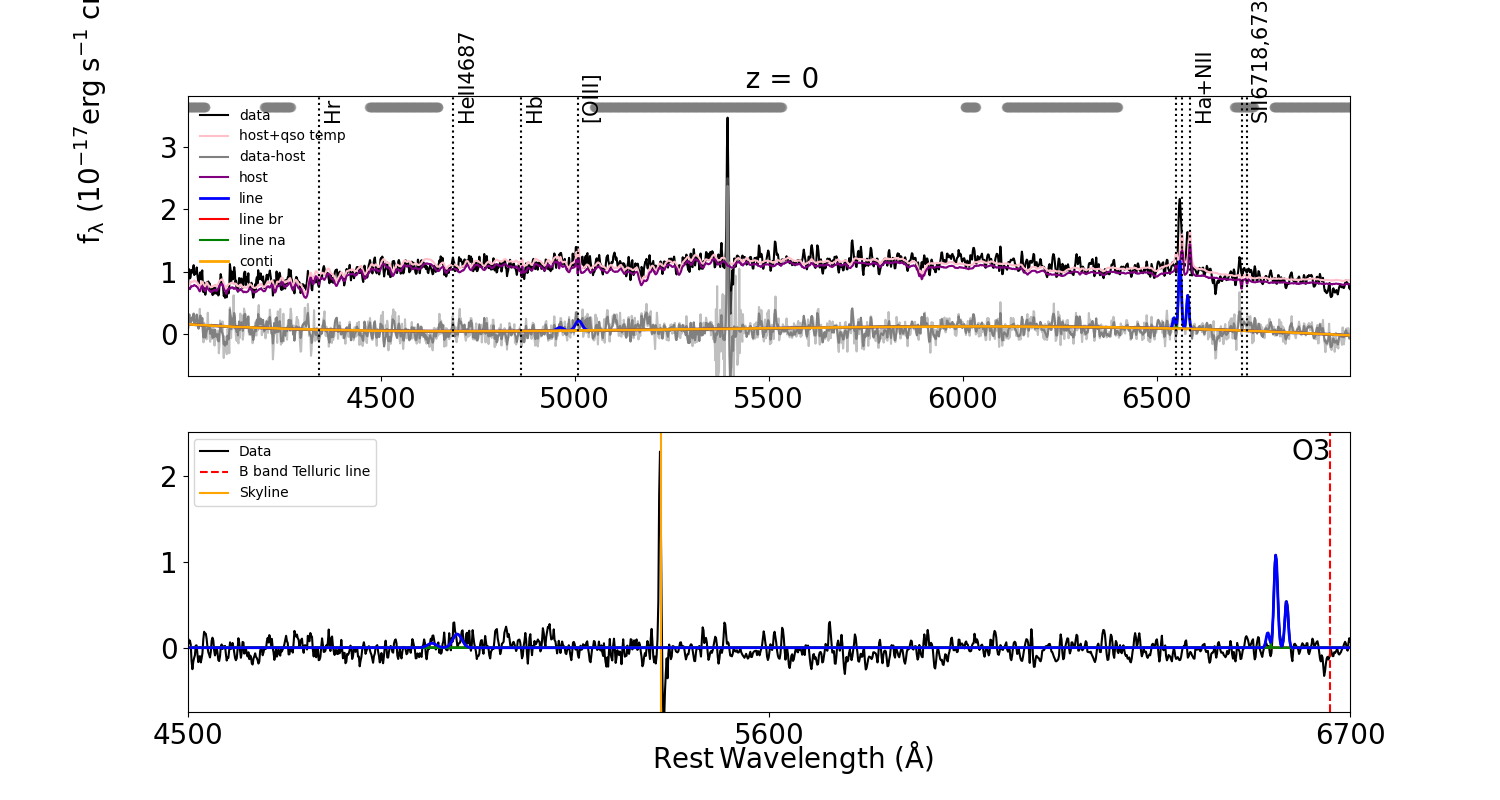 z = 0
Hr
HeII4687
Hb
[OIII]
Ha+NII
SII6718,673
f_λ (10^{-17}erg s^{-1}
data
host+qso temp
data-host
host
line
line br
line na
conti
3
2
1
0
4500 5000 5500 6000 6500
Data
B band Telluric line
Skyline
O3
2
1
0
4500 5600 6700
Rest Wavelength (Å)